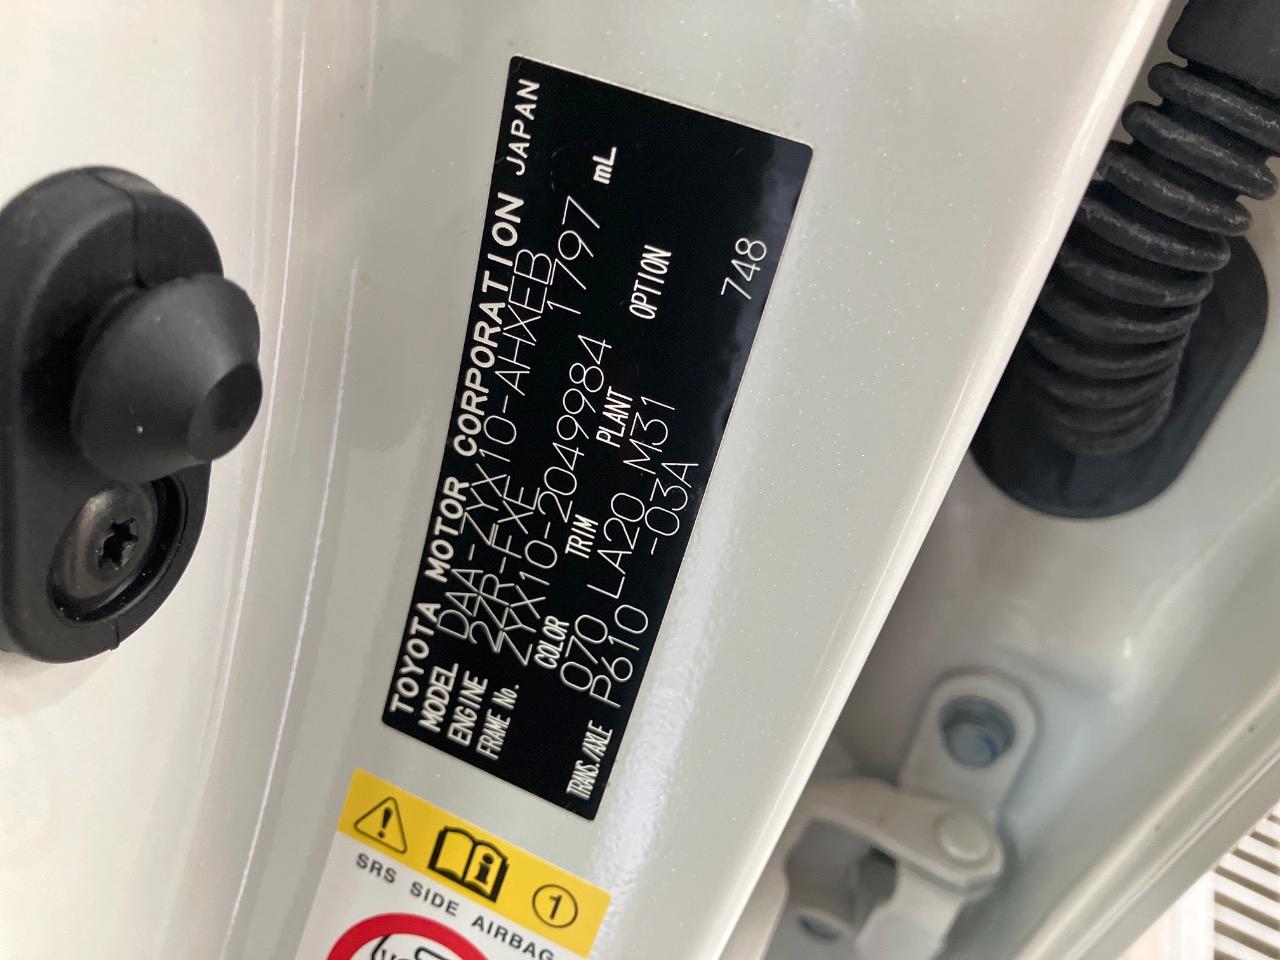 TOYOTA MOTOR CORPORATION JAPAN
MODEL DAA-ZYX10-AHXEB
ENGINE 2ZR-FXE 1797 mL
FRAME No. ZYX10-2049984
COLOR TRIM PLANT OPTION
070 LA20 M31
TRANS./AXLE P610 -03A 748
1
SRS SIDE AIRBAG